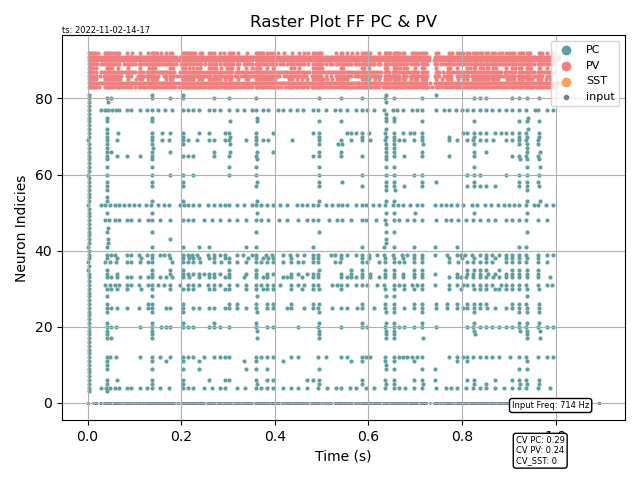 Raster Plot FF PC & PV
ts: 2022-11-02-14-17
PC
PV
SST
input
Neuron Indicies
80
60
40
20
0
Input Freq: 714 Hz
0.0 0.2 0.4 0.6 0.8 1.0
Time (s)
CV PC: 0.29
CV PV: 0.24
CV_SST: 0